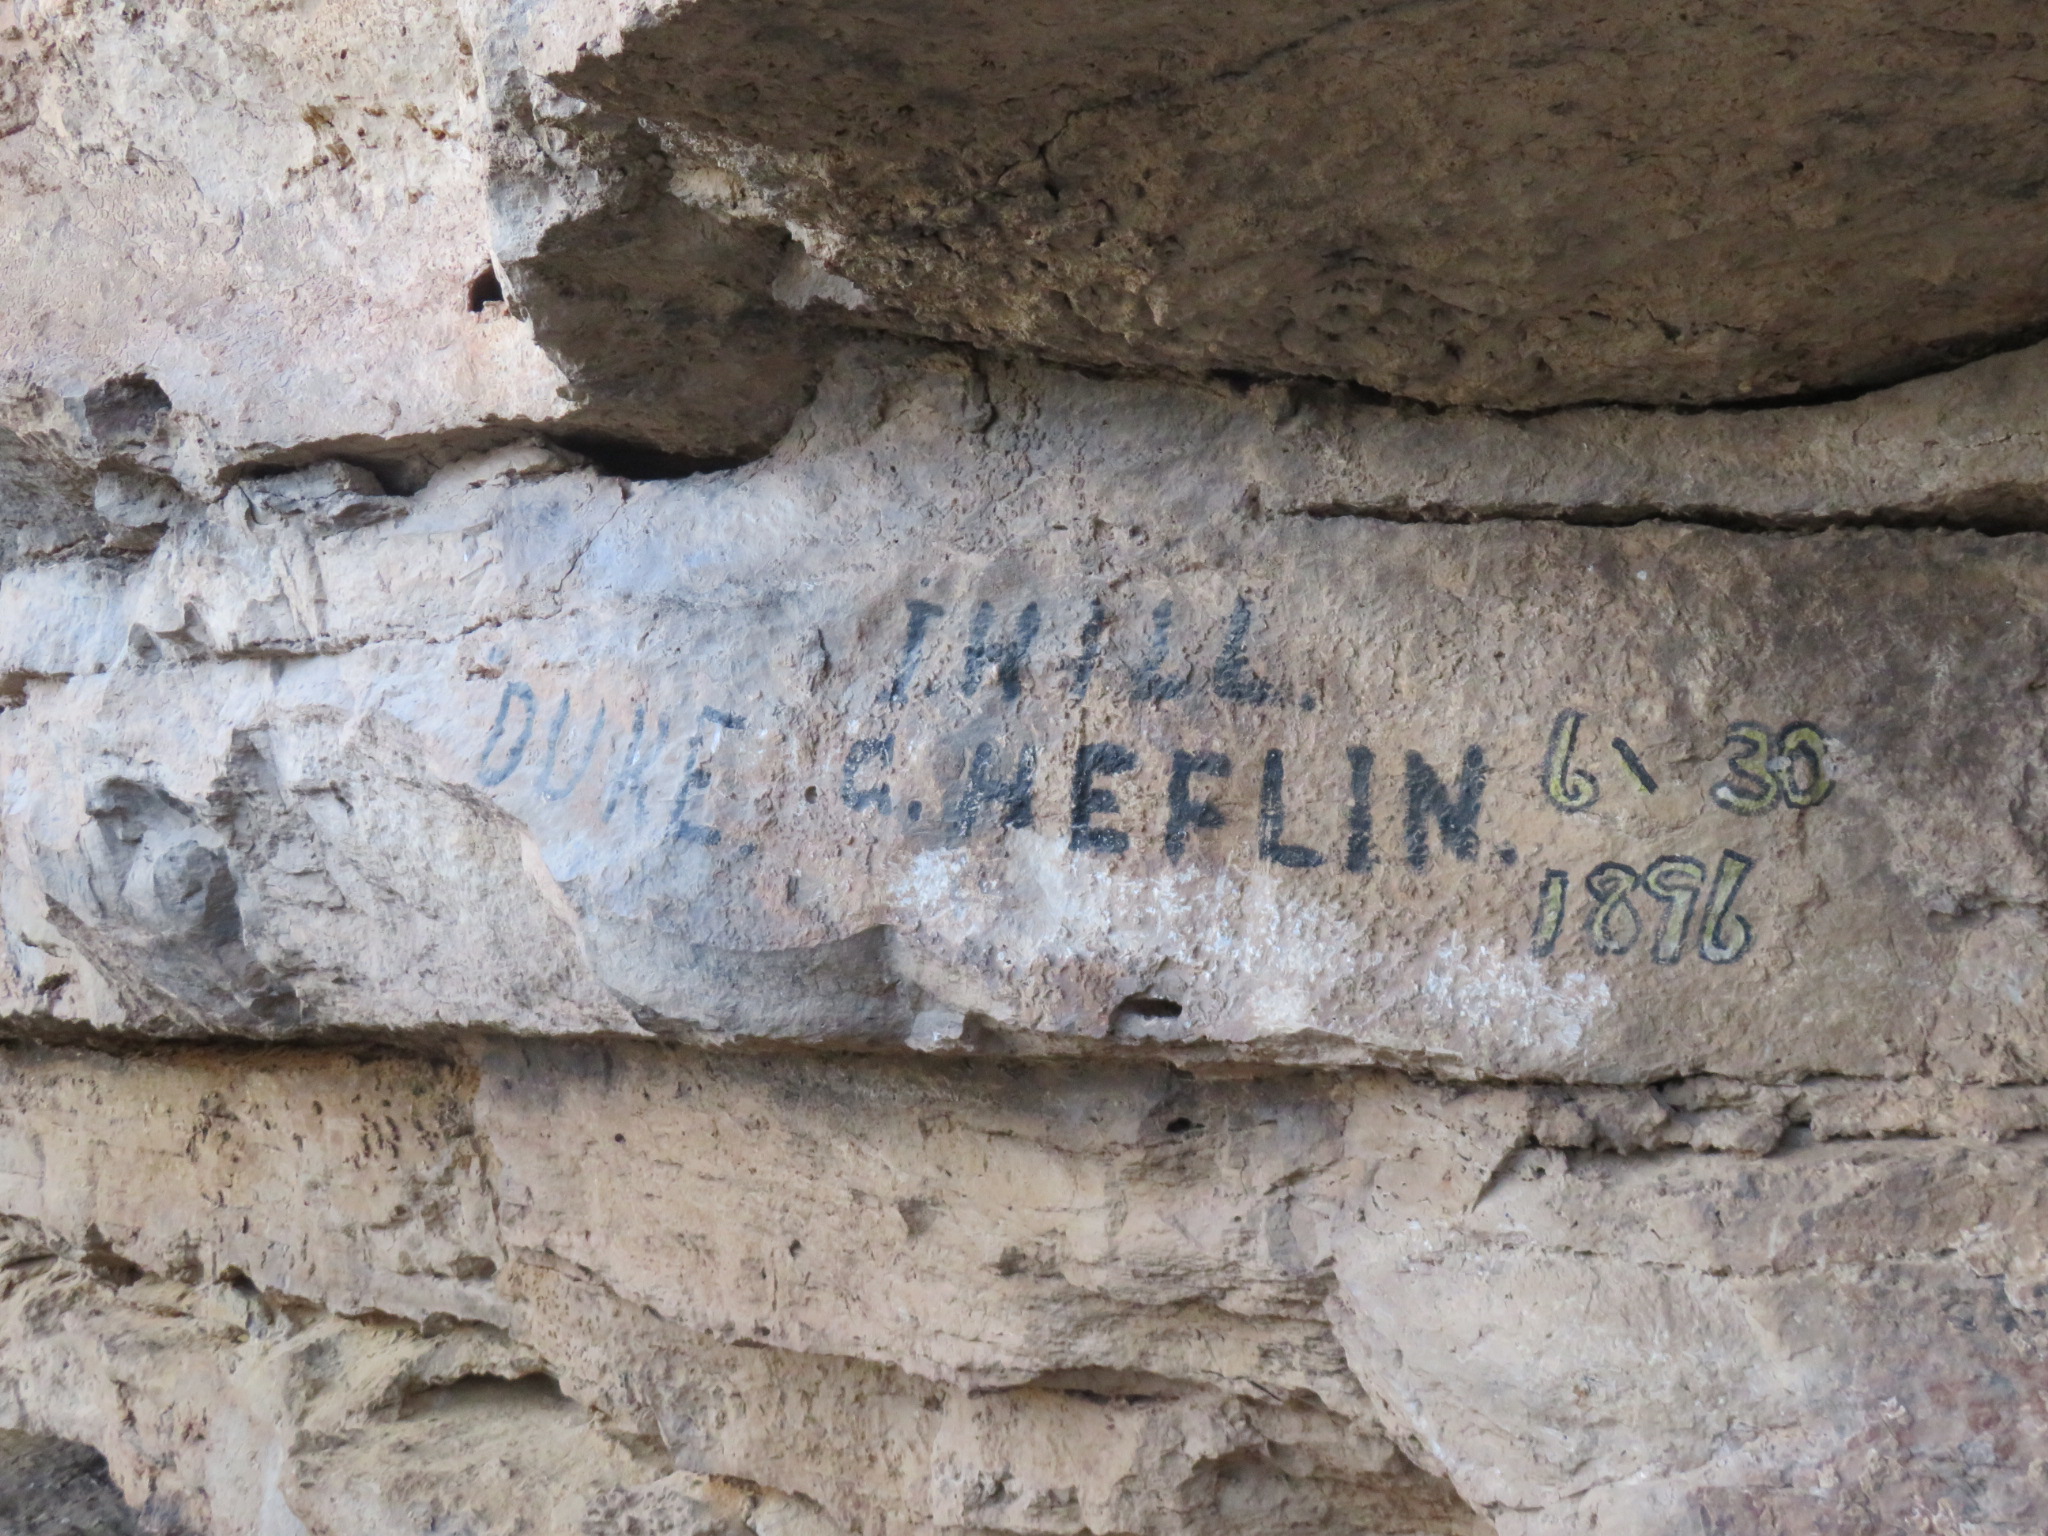 I. HILL.
DUKE. G. HEFLIN. 6\ 30
1896